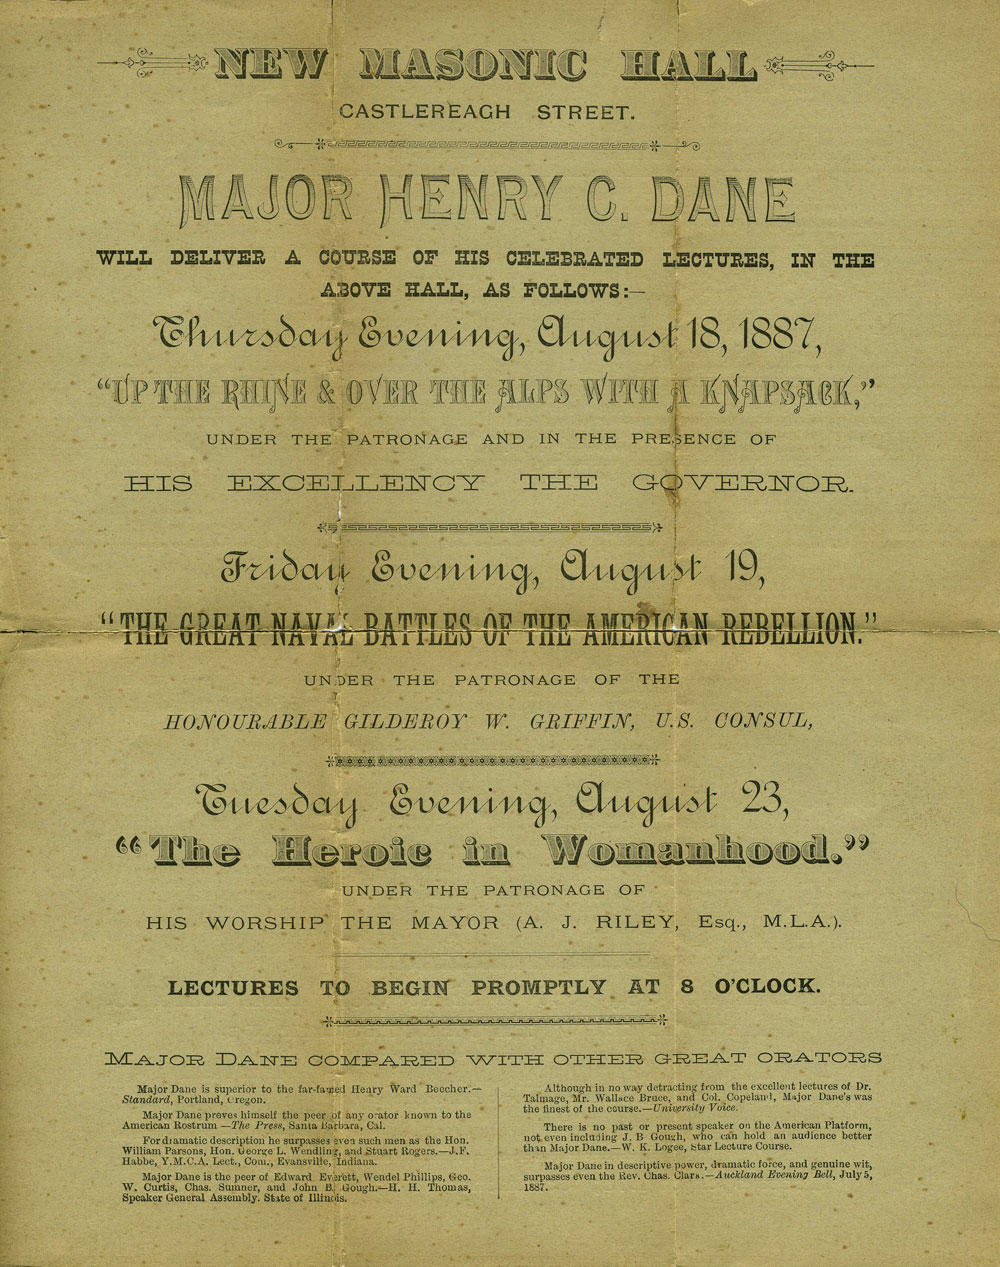 NEW MASONIC HALL
CASTLEREAGH STREET.
MAJOR HENRY C. DANE
WILL DELIVER A COURSE OF HIS CELEBRATED LECTURES, IN THE
ABOVE HALL, AS FOLLOWS:—
Thursday Evening, August 18, 1887,
“UP THE RHINE & OVER THE ALPS WITH A KNAPSACK,”
UNDER THE PATRONAGE AND IN THE PRESENCE OF
HIS EXCELLENCY THE GOVERNOR.
Friday Evening, August 19,
“THE GREAT NAVAL BATTLES OF THE AMERICAN REBELLION.”
UNDER THE PATRONAGE OF THE
HONOURABLE GILDEROY W. GRIFFIN, U.S. CONSUL,
Tuesday Evening, August 23,
“The Heroic in Womanhood.”
UNDER THE PATRONAGE OF
HIS WORSHIP THE MAYOR (A. J. RILEY, Esq., M.L.A.).
LECTURES TO BEGIN PROMPTLY AT 8 O'CLOCK.
MAJOR DANE COMPARED WITH OTHER GREAT ORATORS
Major Dane is superior to the far-famed Henry Ward Beecher.—
Standard, Portland, Oregon.
Major Dane proves himself the peer of any orator known to the
American Rostrum.—The Press, Santa Barbara, Cal.
For dramatic description he surpasses even such men as the Hon.
William Parsons, Hon. George L. Wendling, and Stuart Rogers.—J.F.
Habbe, Y.M.C.A. Lect., Com., Evansville, Indiana.
Major Dane is the peer of Edward Everett, Wendel Phillips, Geo.
W. Curtis, Chas. Sumner, and John B. Gough.—H. H. Thomas,
Speaker General Assembly. State of Illinois.
Although in no way detracting from the excellent lectures of Dr.
Talmage, Mr. Wallace Bruce, and Col. Copeland, Major Dane's was
the finest of the course.—University Voice.
There is no past or present speaker on the American Platform,
not even including J. B Gough, who can hold an audience better
than Major Dane.—W. K. Logee, Star Lecture Course.
Major Dane in descriptive power, dramatic force, and genuine wit,
surpasses even the Rev. Chas. Clark.—Auckland Evening Bell, July 5,
1887.